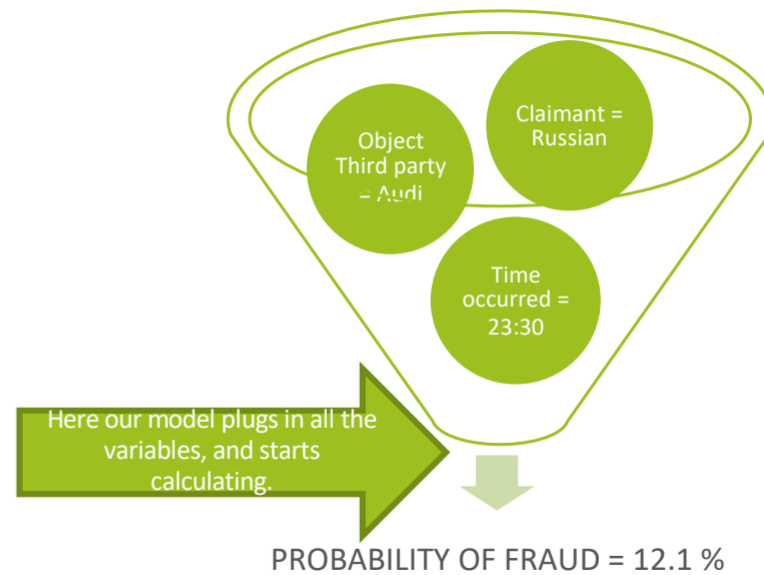 Claimant =
Russian
Object
Third party
= Audi
Time
occurred =
23:30
Here our model plugs in all the
variables, and starts
calculating.
PROBABILITY OF FRAUD = 12.1 %